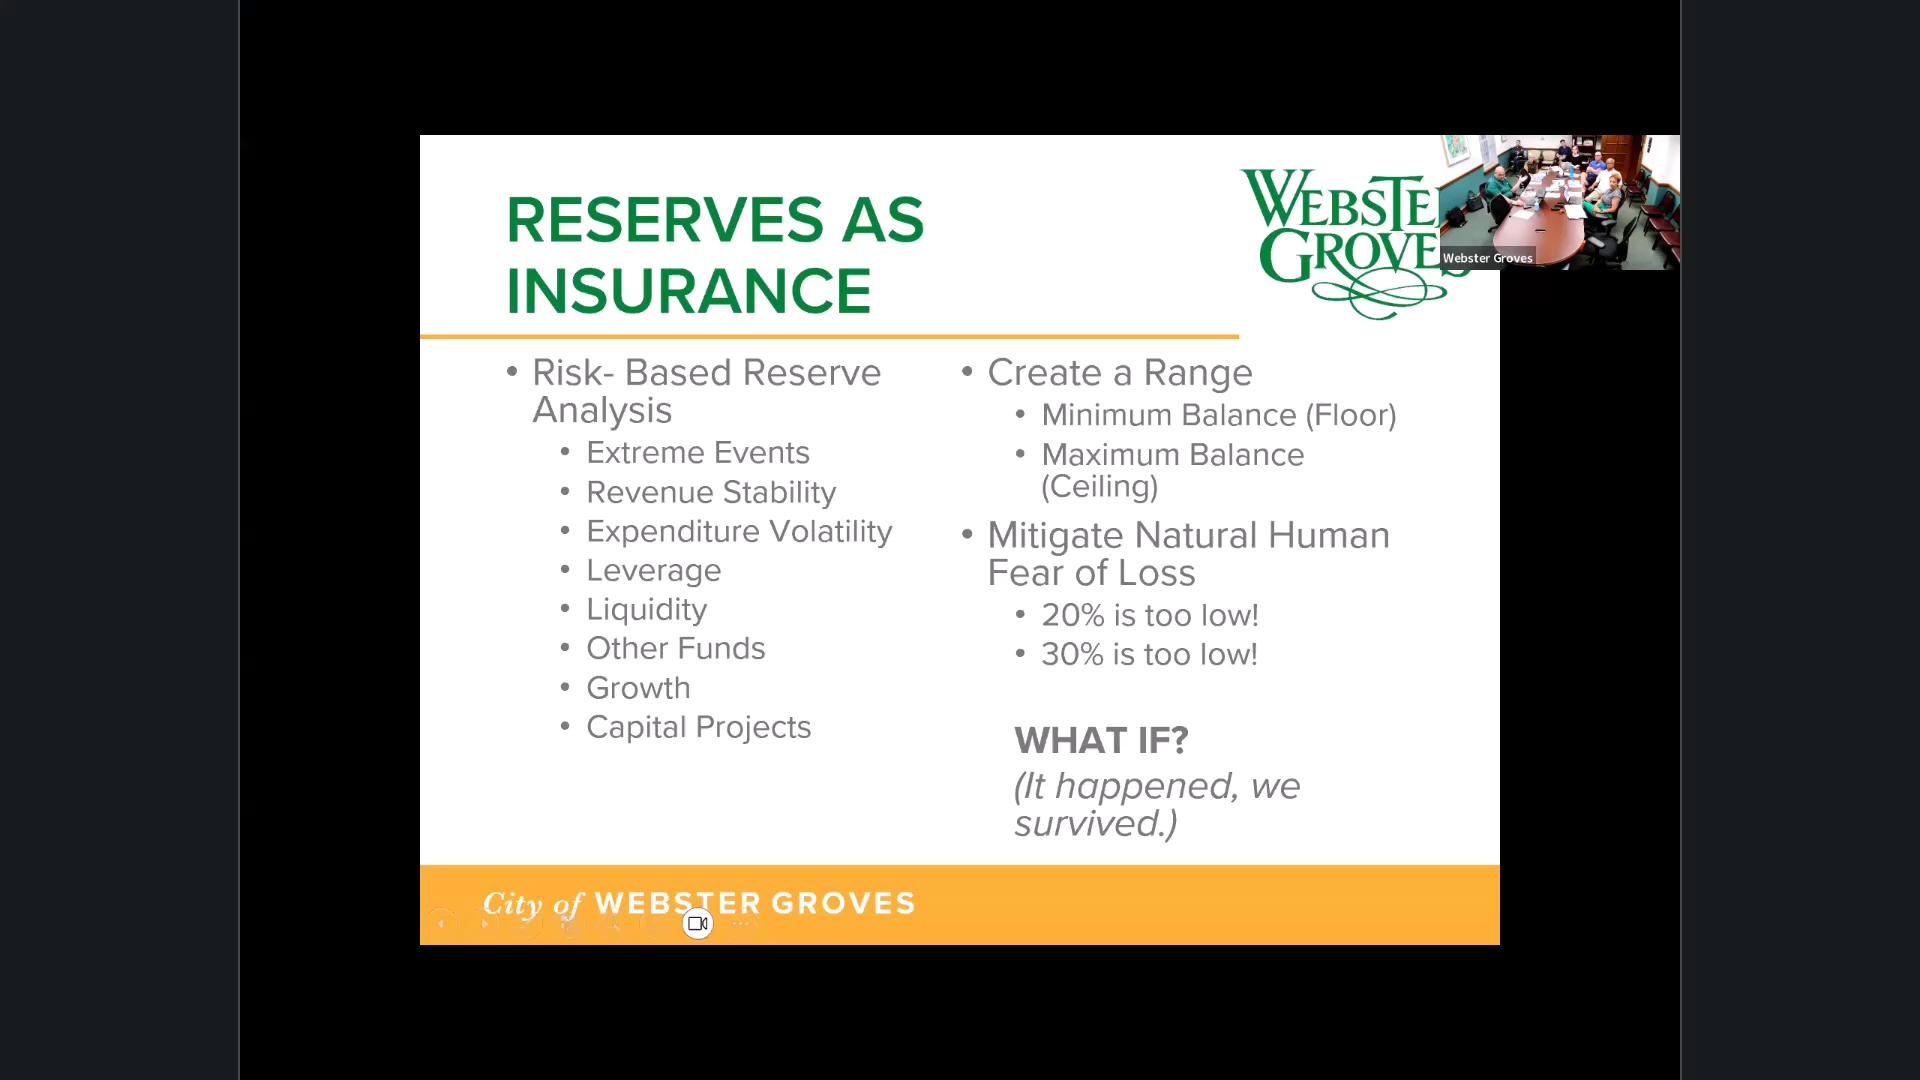 RESERVES AS
INSURANCE
WEBSTE
GROVES
Webster Groves
• Risk- Based Reserve
Analysis
• Extreme Events
• Revenue Stability
• Expenditure Volatility
• Leverage
• Liquidity
• Other Funds
• Growth
• Capital Projects
• Create a Range
• Minimum Balance (Floor)
• Maximum Balance
(Ceiling)
• Mitigate Natural Human
Fear of Loss
• 20% is too low!
• 30% is too low!
WHAT IF?
(It happened, we
survived.)
City of WEBSTER GROVES